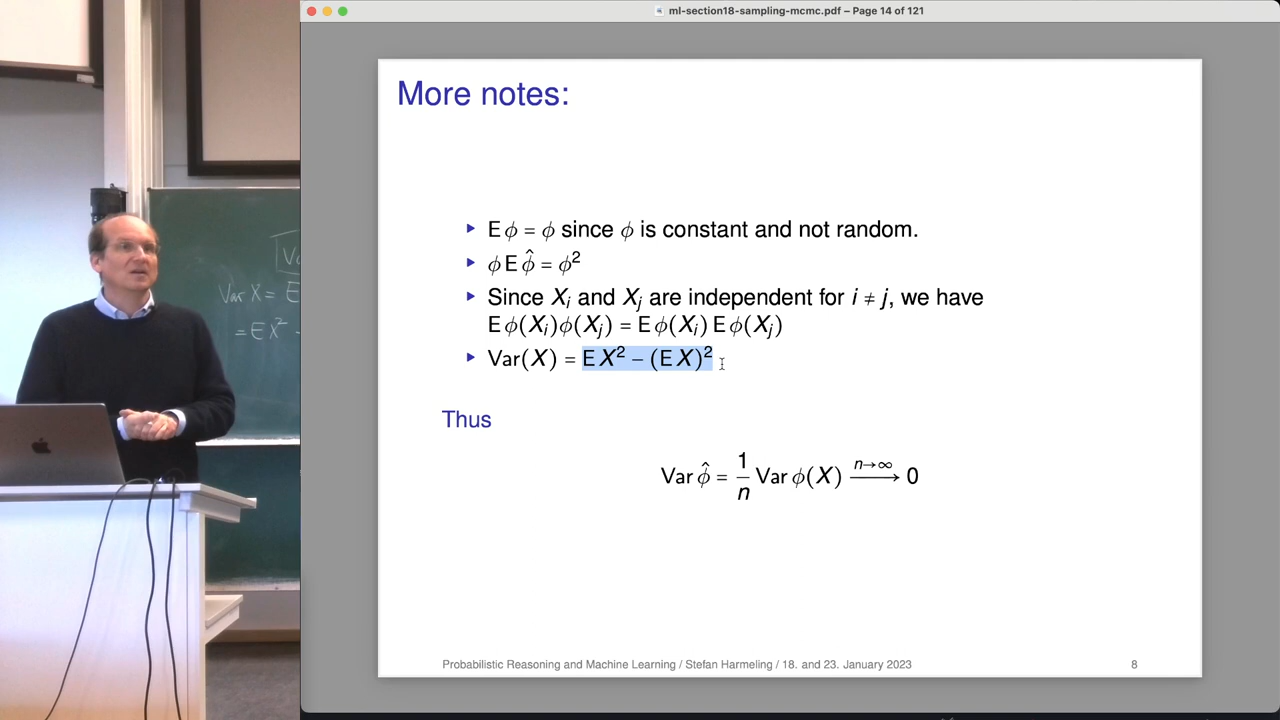 ml-section18-sampling-mcmc.pdf – Page 14 of 121
More notes:
E ϕ = ϕ since ϕ is constant and not random.
ϕ E ϕ̂ = ϕ²
Since Xᵢ and Xⱼ are independent for i ≠ j, we have
E ϕ(Xᵢ)ϕ(Xⱼ) = E ϕ(Xᵢ) E ϕ(Xⱼ)
Var(X) = E X² − (E X)²
Thus
Var ϕ̂ = 1/n Var ϕ(X) n→∞ ⟶ 0
Probabilistic Reasoning and Machine Learning / Stefan Harmeling / 18. and 23. January 2023
8
Var X = E
= E X² -